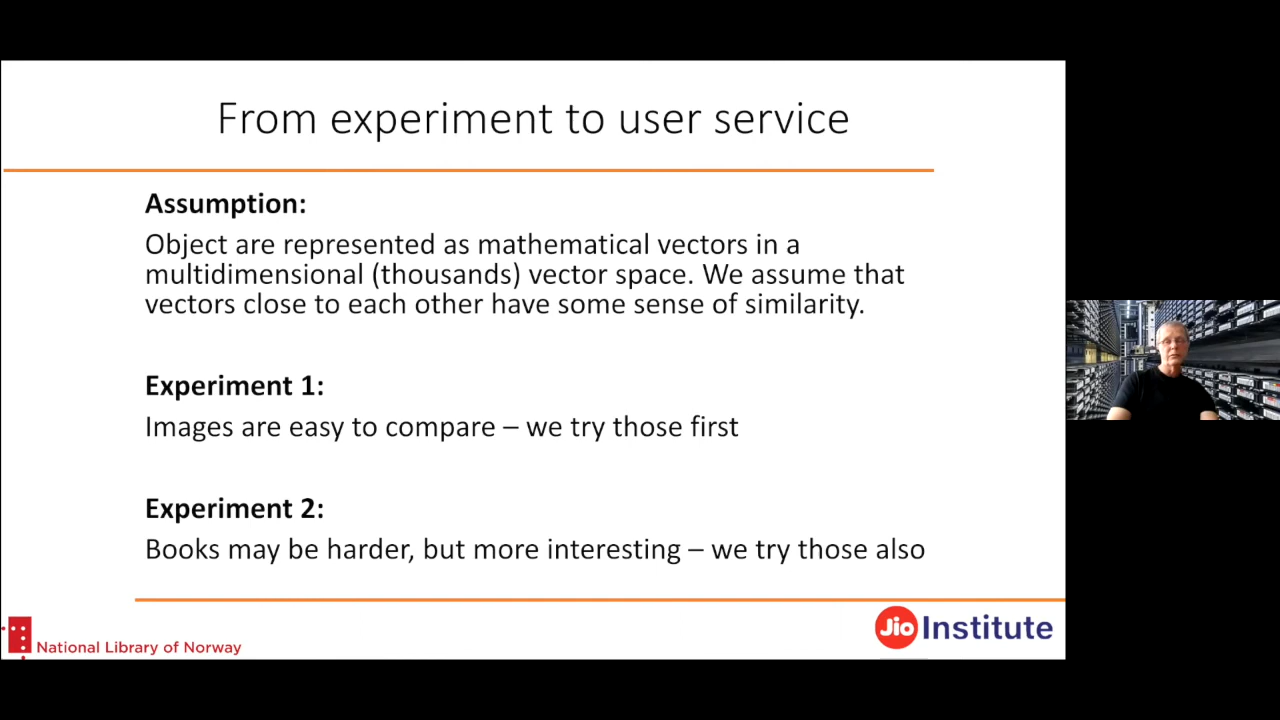 From experiment to user service
Assumption:
Object are represented as mathematical vectors in a
multidimensional (thousands) vector space. We assume that
vectors close to each other have some sense of similarity.
Experiment 1:
Images are easy to compare – we try those first
Experiment 2:
Books may be harder, but more interesting – we try those also
National Library of Norway
Jio Institute